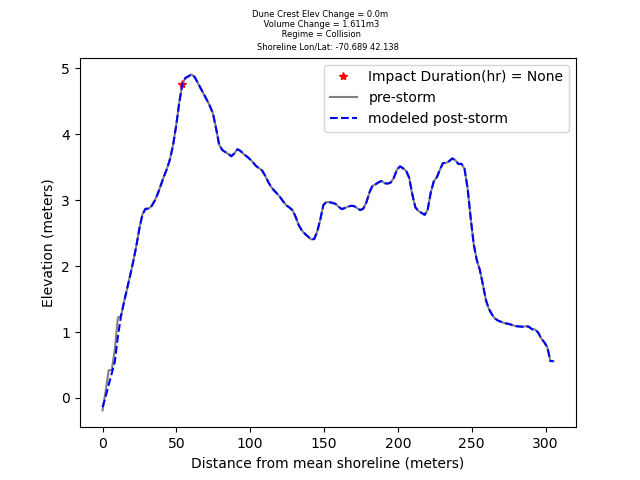 Dune Crest Elev Change = 0.0m
Volume Change = 1.611m3
Regime = Collision
Shoreline Lon/Lat: -70.689 42.138
Impact Duration(hr) = None
pre-storm
modeled post-storm
Elevation (meters)
5
4
3
2
1
0
0 50 100 150 200 250 300
Distance from mean shoreline (meters)